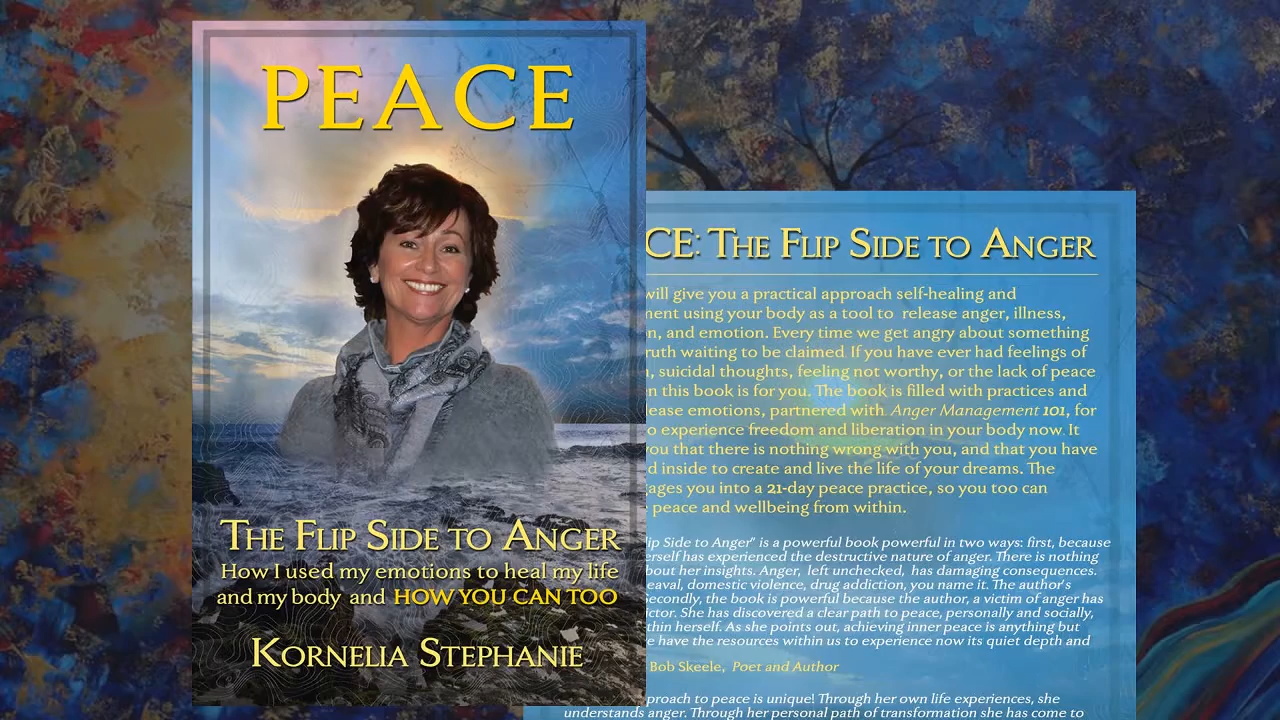 PEACE
THE FLIP SIDE TO ANGER
How I used my emotions to heal my life
and my body and HOW YOU CAN TOO
KORNELIA STEPHANIE
CE: THE FLIP SIDE TO ANGER
will give you a practical approach self-healing and
ment using your body as a tool to release anger, illness,
n, and emotion. Every time we get angry about something
ruth waiting to be claimed. If you have ever had feelings of
n, suicidal thoughts, feeling not worthy, or the lack of peace
n this book is for you. The book is filled with practices and
lease emotions, partnered with Anger Management 101, for
o experience freedom and liberation in your body now. It
you that there is nothing wrong with you, and that you have
d inside to create and live the life of your dreams. The
ages you into a 21-day peace practice, so you too can
peace and wellbeing from within.
lip Side to Anger" is a powerful book powerful in two ways: first, because
erself has experienced the destructive nature of anger. There is nothing
bout her insights. Anger, left unchecked, has damaging consequences.
eaval, domestic violence, drug addiction, you name it. The author's
Secondly, the book is powerful because the author, a victim of anger has
ictor. She has discovered a clear path to peace, personally and socially,
thin herself. As she points out, achieving inner peace is anything but
e have the resources within us to experience now its quiet depth and
Bob Skeele, Poet and Author
proach to peace is unique! Through her own life experiences, she
understands anger. Through her personal path of transformation she has come to